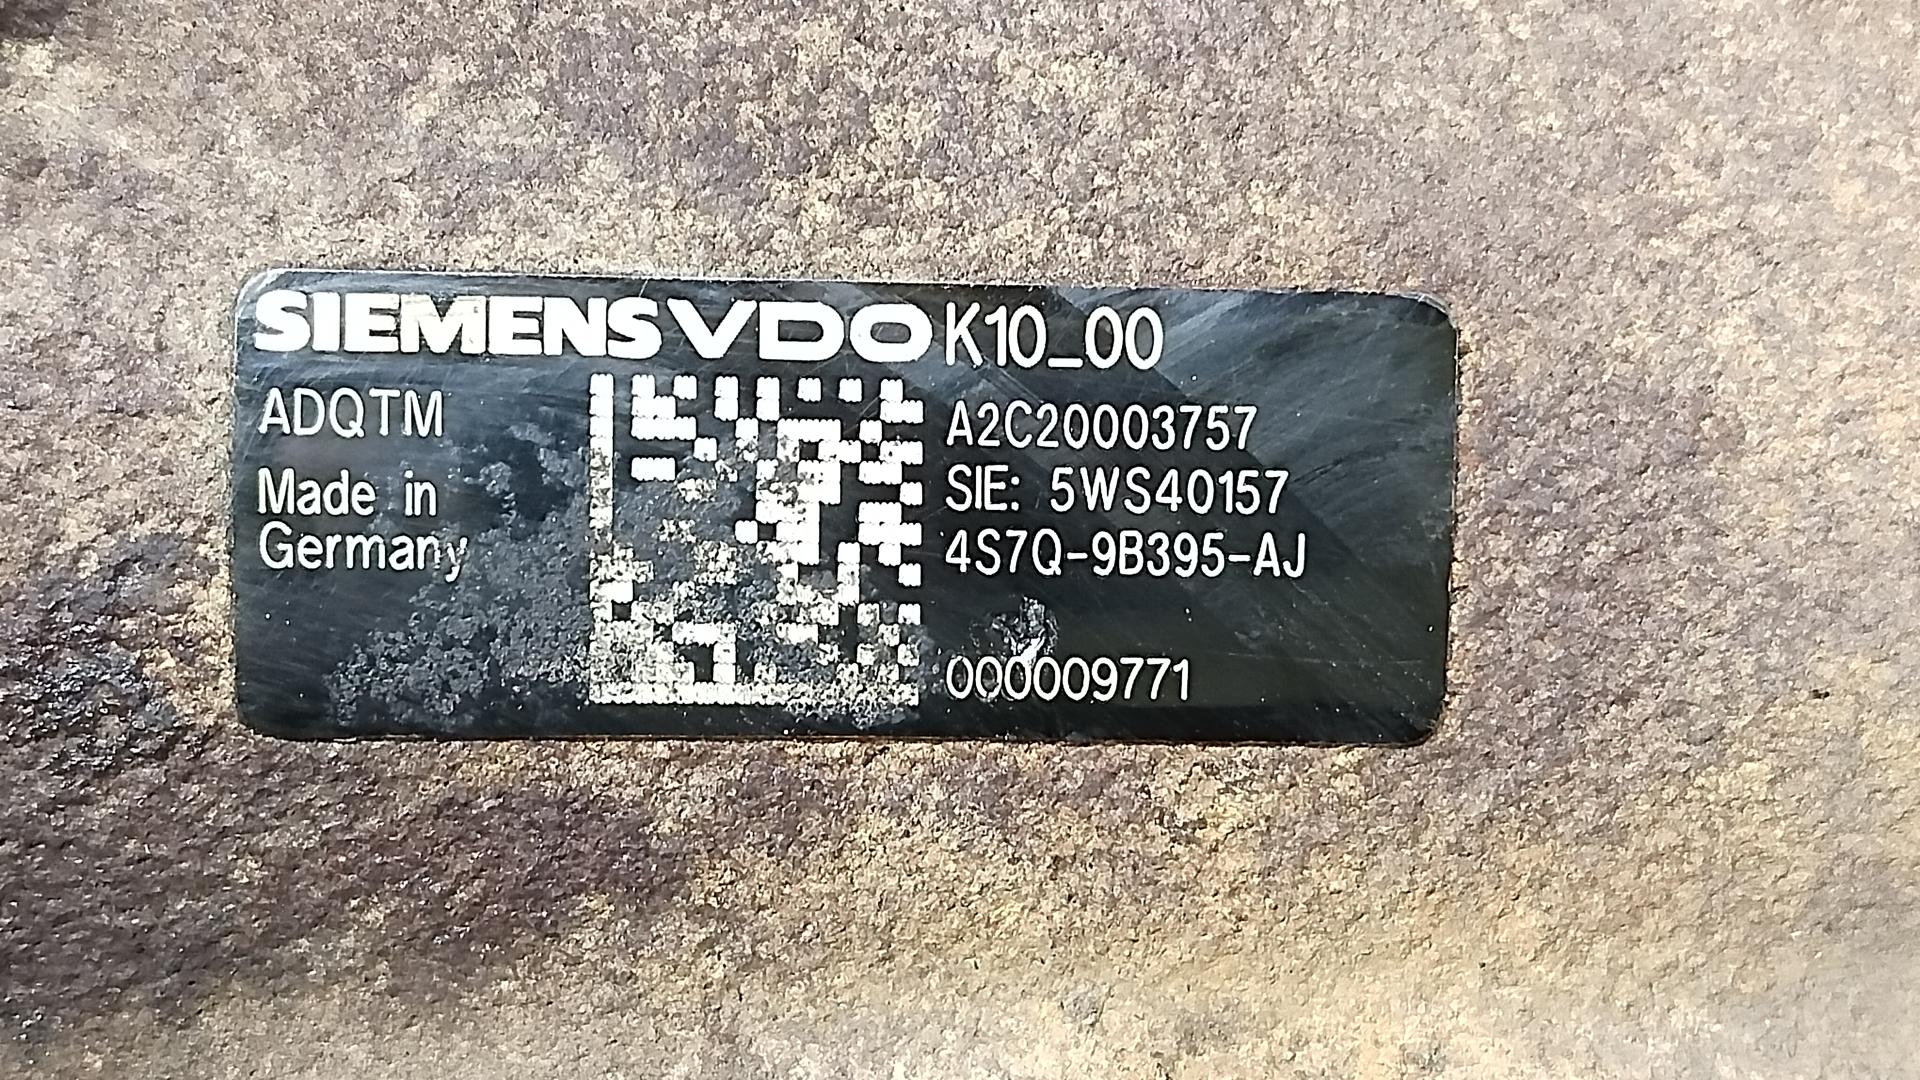 SIEMENS VDO K10_00
ADQTM
Made in
Germany
A2C20003757
SIE: 5WS40157
4S7Q-9B395-AJ
000009771